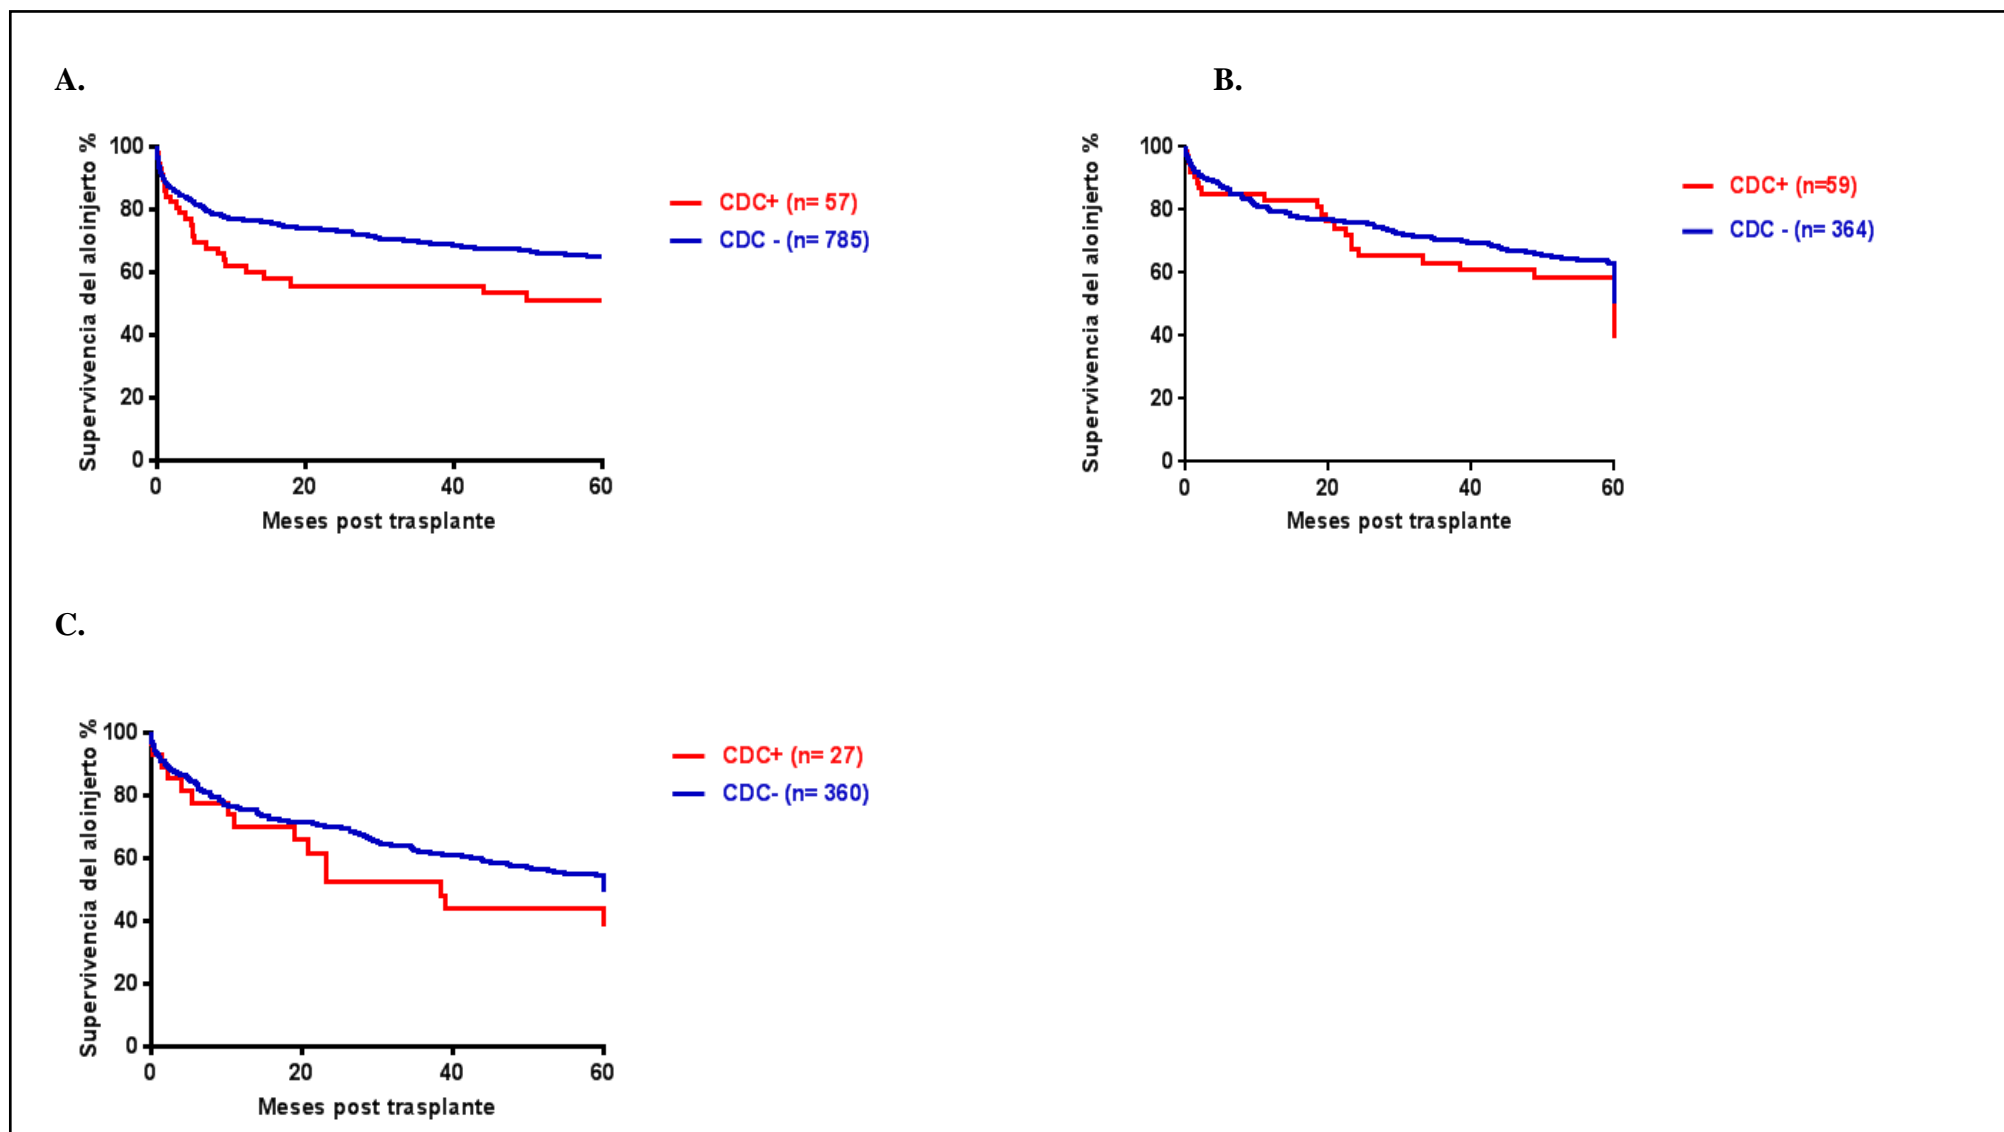 A.
Supervivencia del aloinjerto %
100
80
60
40
20
0
0 20 40 60
Meses post trasplante
CDC+ (n= 57)
CDC - (n= 785)
B.
Supervivencia del aloinjerto %
100
80
60
40
20
0
0 20 40 60
Meses post trasplante
CDC+ (n=59)
CDC - (n= 364)
C.
Supervivencia del aloinjerto %
100
80
60
40
20
0
0 20 40 60
Meses post trasplante
CDC+ (n= 27)
CDC- (n= 360)